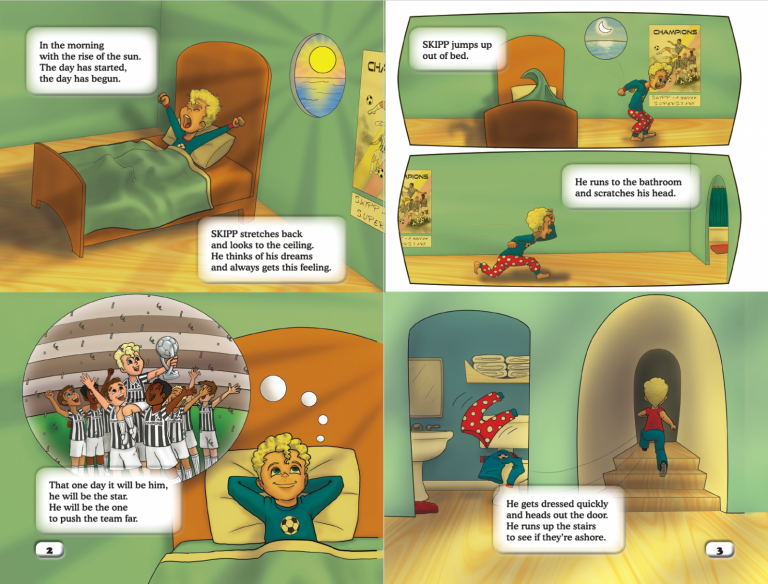 In the morning
with the rise of the sun.
The day has started,
the day has begun.
SKIPP stretches back
and looks to the ceiling.
He thinks of his dreams
and always gets this feeling.
That one day it will be him,
he will be the star.
He will be the one
to push the team far.
2
SKIPP jumps up
out of bed.
CHAMPIONS
He runs to the bathroom
and scratches his head.
He gets dressed quickly
and heads out the door.
He runs up the stairs
to see if they're ashore.
3